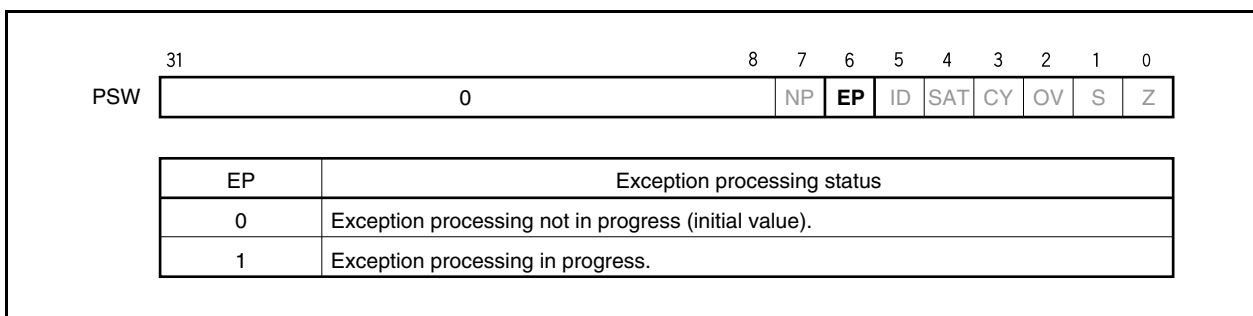 31 8 7 6 5 4 3 2 1 0
PSW 0 NP EP ID SAT CY OV S Z
EP Exception processing status
0 Exception processing not in progress (initial value).
1 Exception processing in progress.